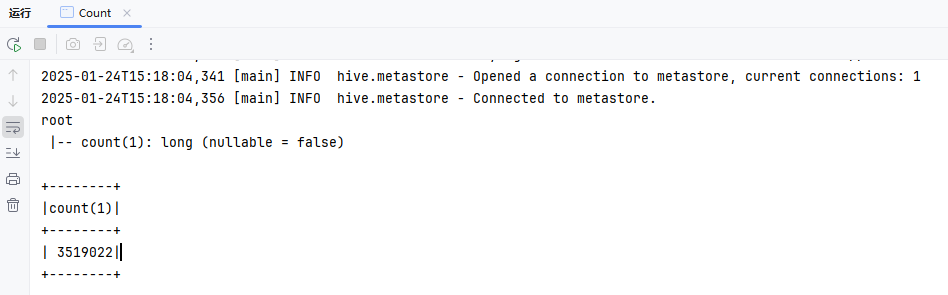 运行 Count ×
2025-01-24T15:18:04,341 [main] INFO  hive.metastore - Opened a connection to metastore, current connections: 1
2025-01-24T15:18:04,356 [main] INFO  hive.metastore - Connected to metastore.
root
 |-- count(1): long (nullable = false)
+--------+
|count(1)|
+--------+
| 3519022|
+--------+